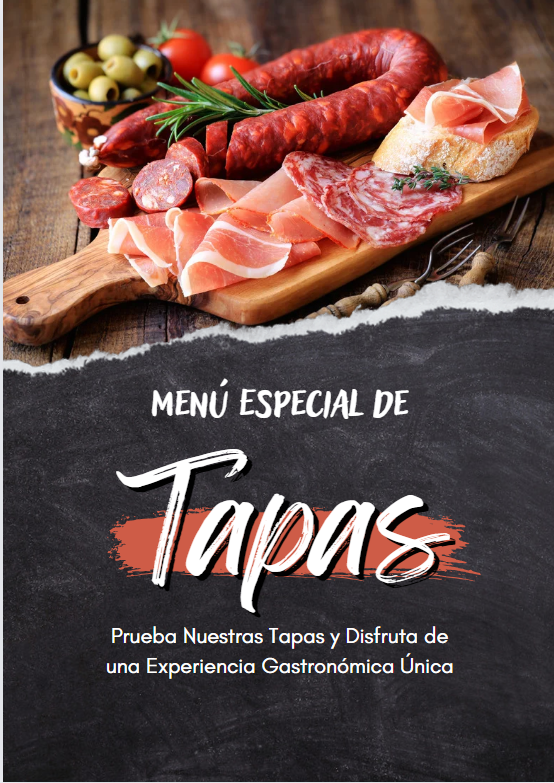 MENÚ ESPECIAL DE
Tapas
Prueba Nuestras Tapas y Disfruta de
una Experiencia Gastronómica Única